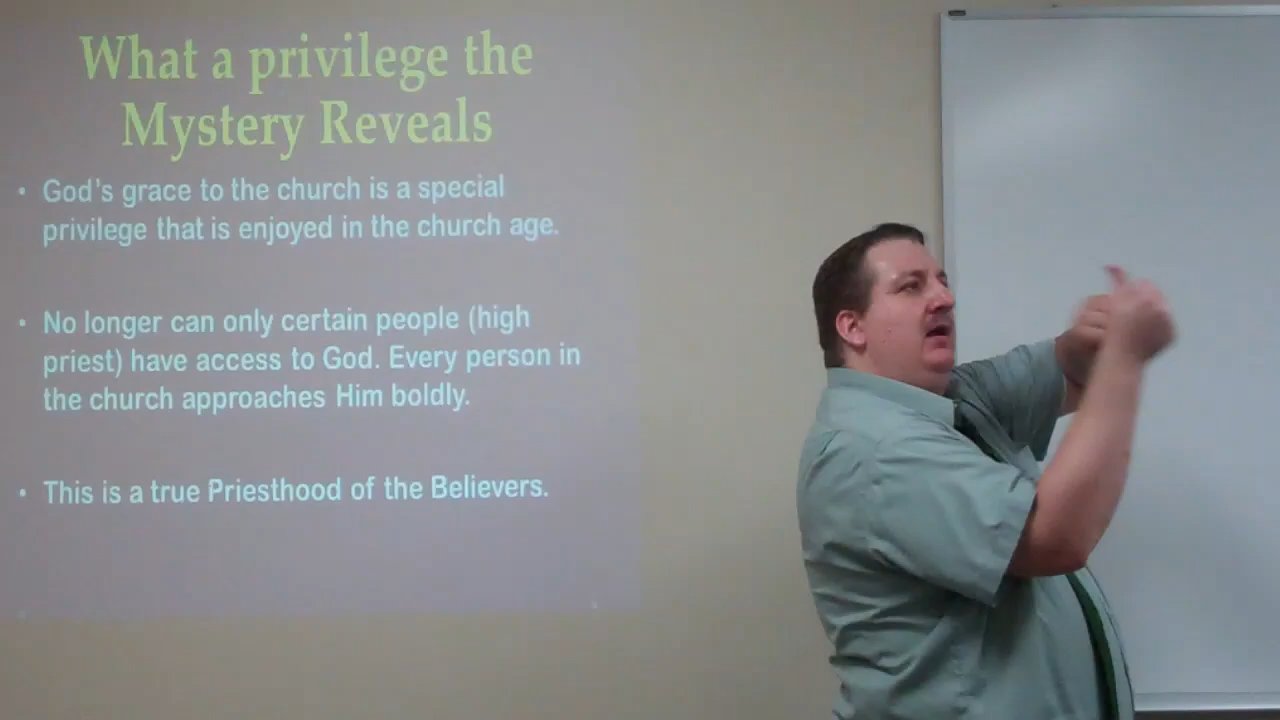 What a privilege the
Mystery Reveals
• God's grace to the church is a special
privilege that is enjoyed in the church age.
• No longer can only certain people (high
priest) have access to God. Every person in
the church approaches Him boldly.
• This is a true Priesthood of the Believers.